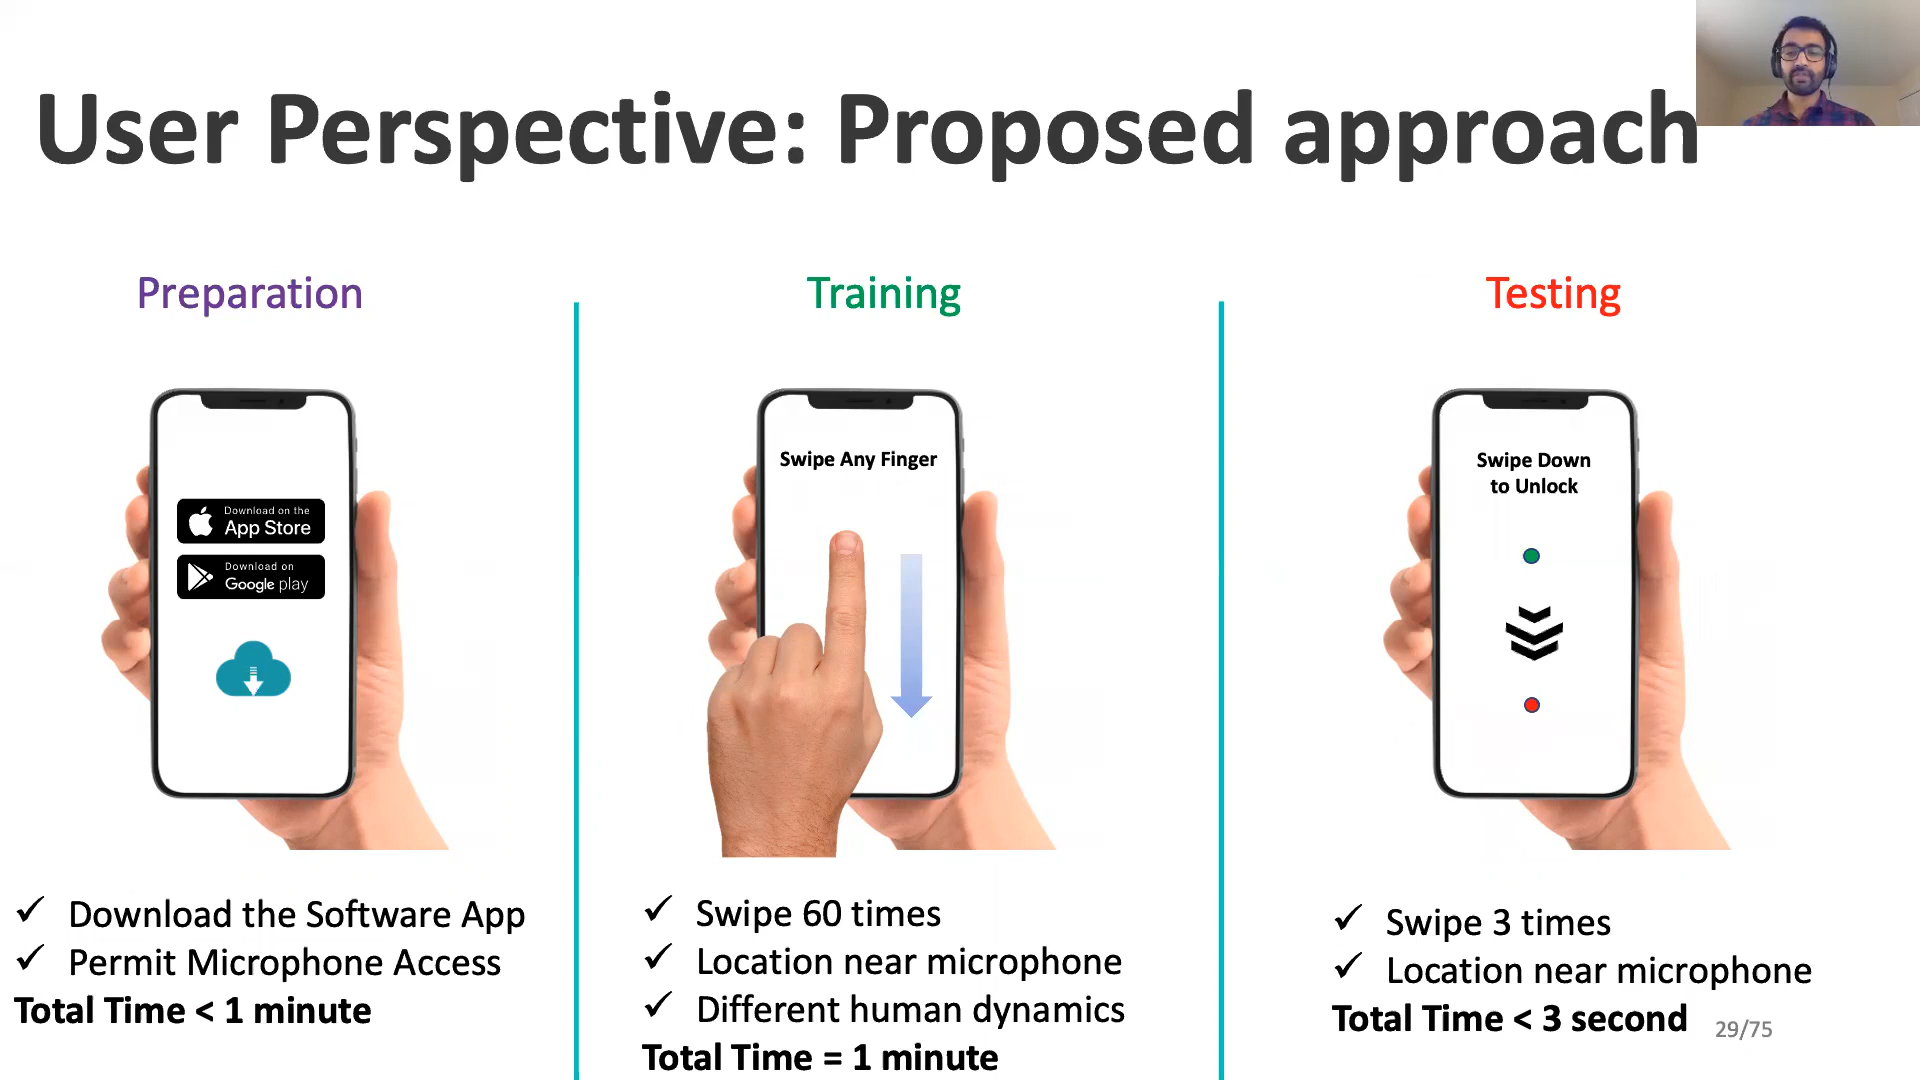 User Perspective: Proposed approach
Preparation
Download on the
App Store
Download on
Google play
✓ Download the Software App
✓ Permit Microphone Access
Total Time < 1 minute
Training
Swipe Any Finger
✓ Swipe 60 times
✓ Location near microphone
✓ Different human dynamics
Total Time = 1 minute
Testing
Swipe Down
to Unlock
✓ Swipe 3 times
✓ Location near microphone
Total Time < 3 second
29/75